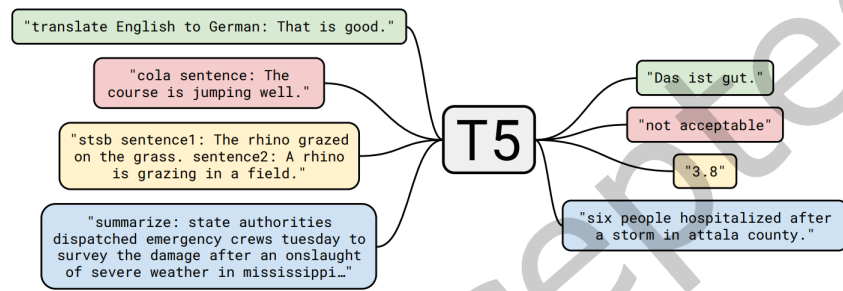 "translate English to German: That is good."
"cola sentence: The
course is jumping well."
"stsb sentence1: The rhino grazed
on the grass. sentence2: A rhino
is grazing in a field."
"summarize: state authorities
dispatched emergency crews tuesday to
survey the damage after an onslaught
of severe weather in mississippi…"
T5
"Das ist gut."
"not acceptable"
"3.8"
"six people hospitalized after
a storm in attala county."